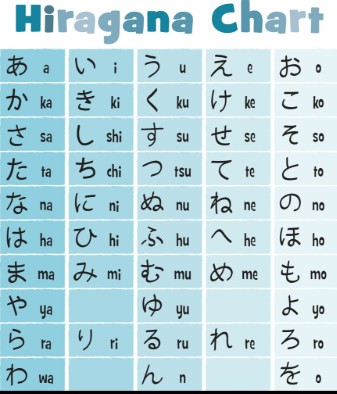 Hiragana Chart
あ a い i う u え e お o
か ka き ki く ku け ke こ ko
さ sa し shi す su せ se そ so
た ta ち chi つ tsu て te と to
な na に ni ぬ nu ね ne の no
は ha ひ hi ふ hu へ he ほ ho
ま ma み mi む mu め me も mo
や ya ゆ yu よ yo
ら ra り ri る ru れ re ろ ro
わ wa ん n を o